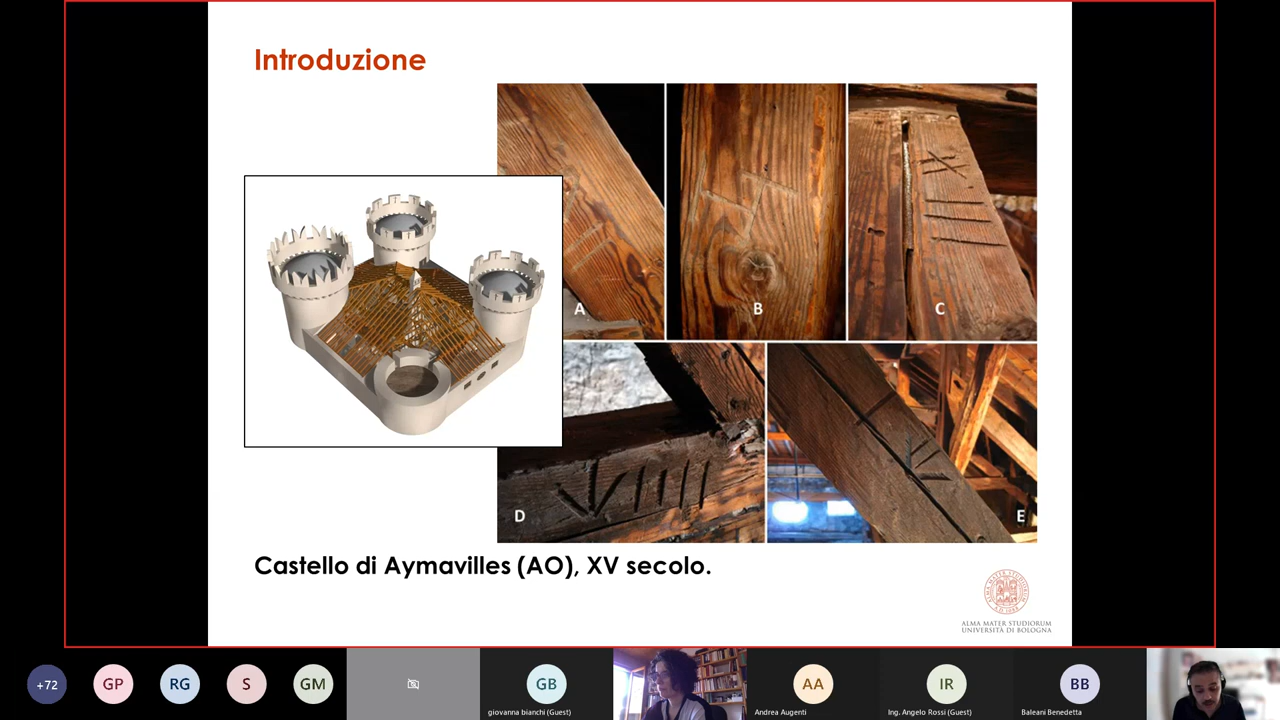 Introduzione
A
B
C
D
E
Castello di Aymavilles (AO), XV secolo.
ALMA MATER STUDIORUM
UNIVERSITÀ DI BOLOGNA
+72
GP
RG
S
GM
GB
giovanna bianchi (Guest)
AA
Andrea Augenti
IR
Ing. Angelo Rossi (Guest)
BB
Baleani Benedetta